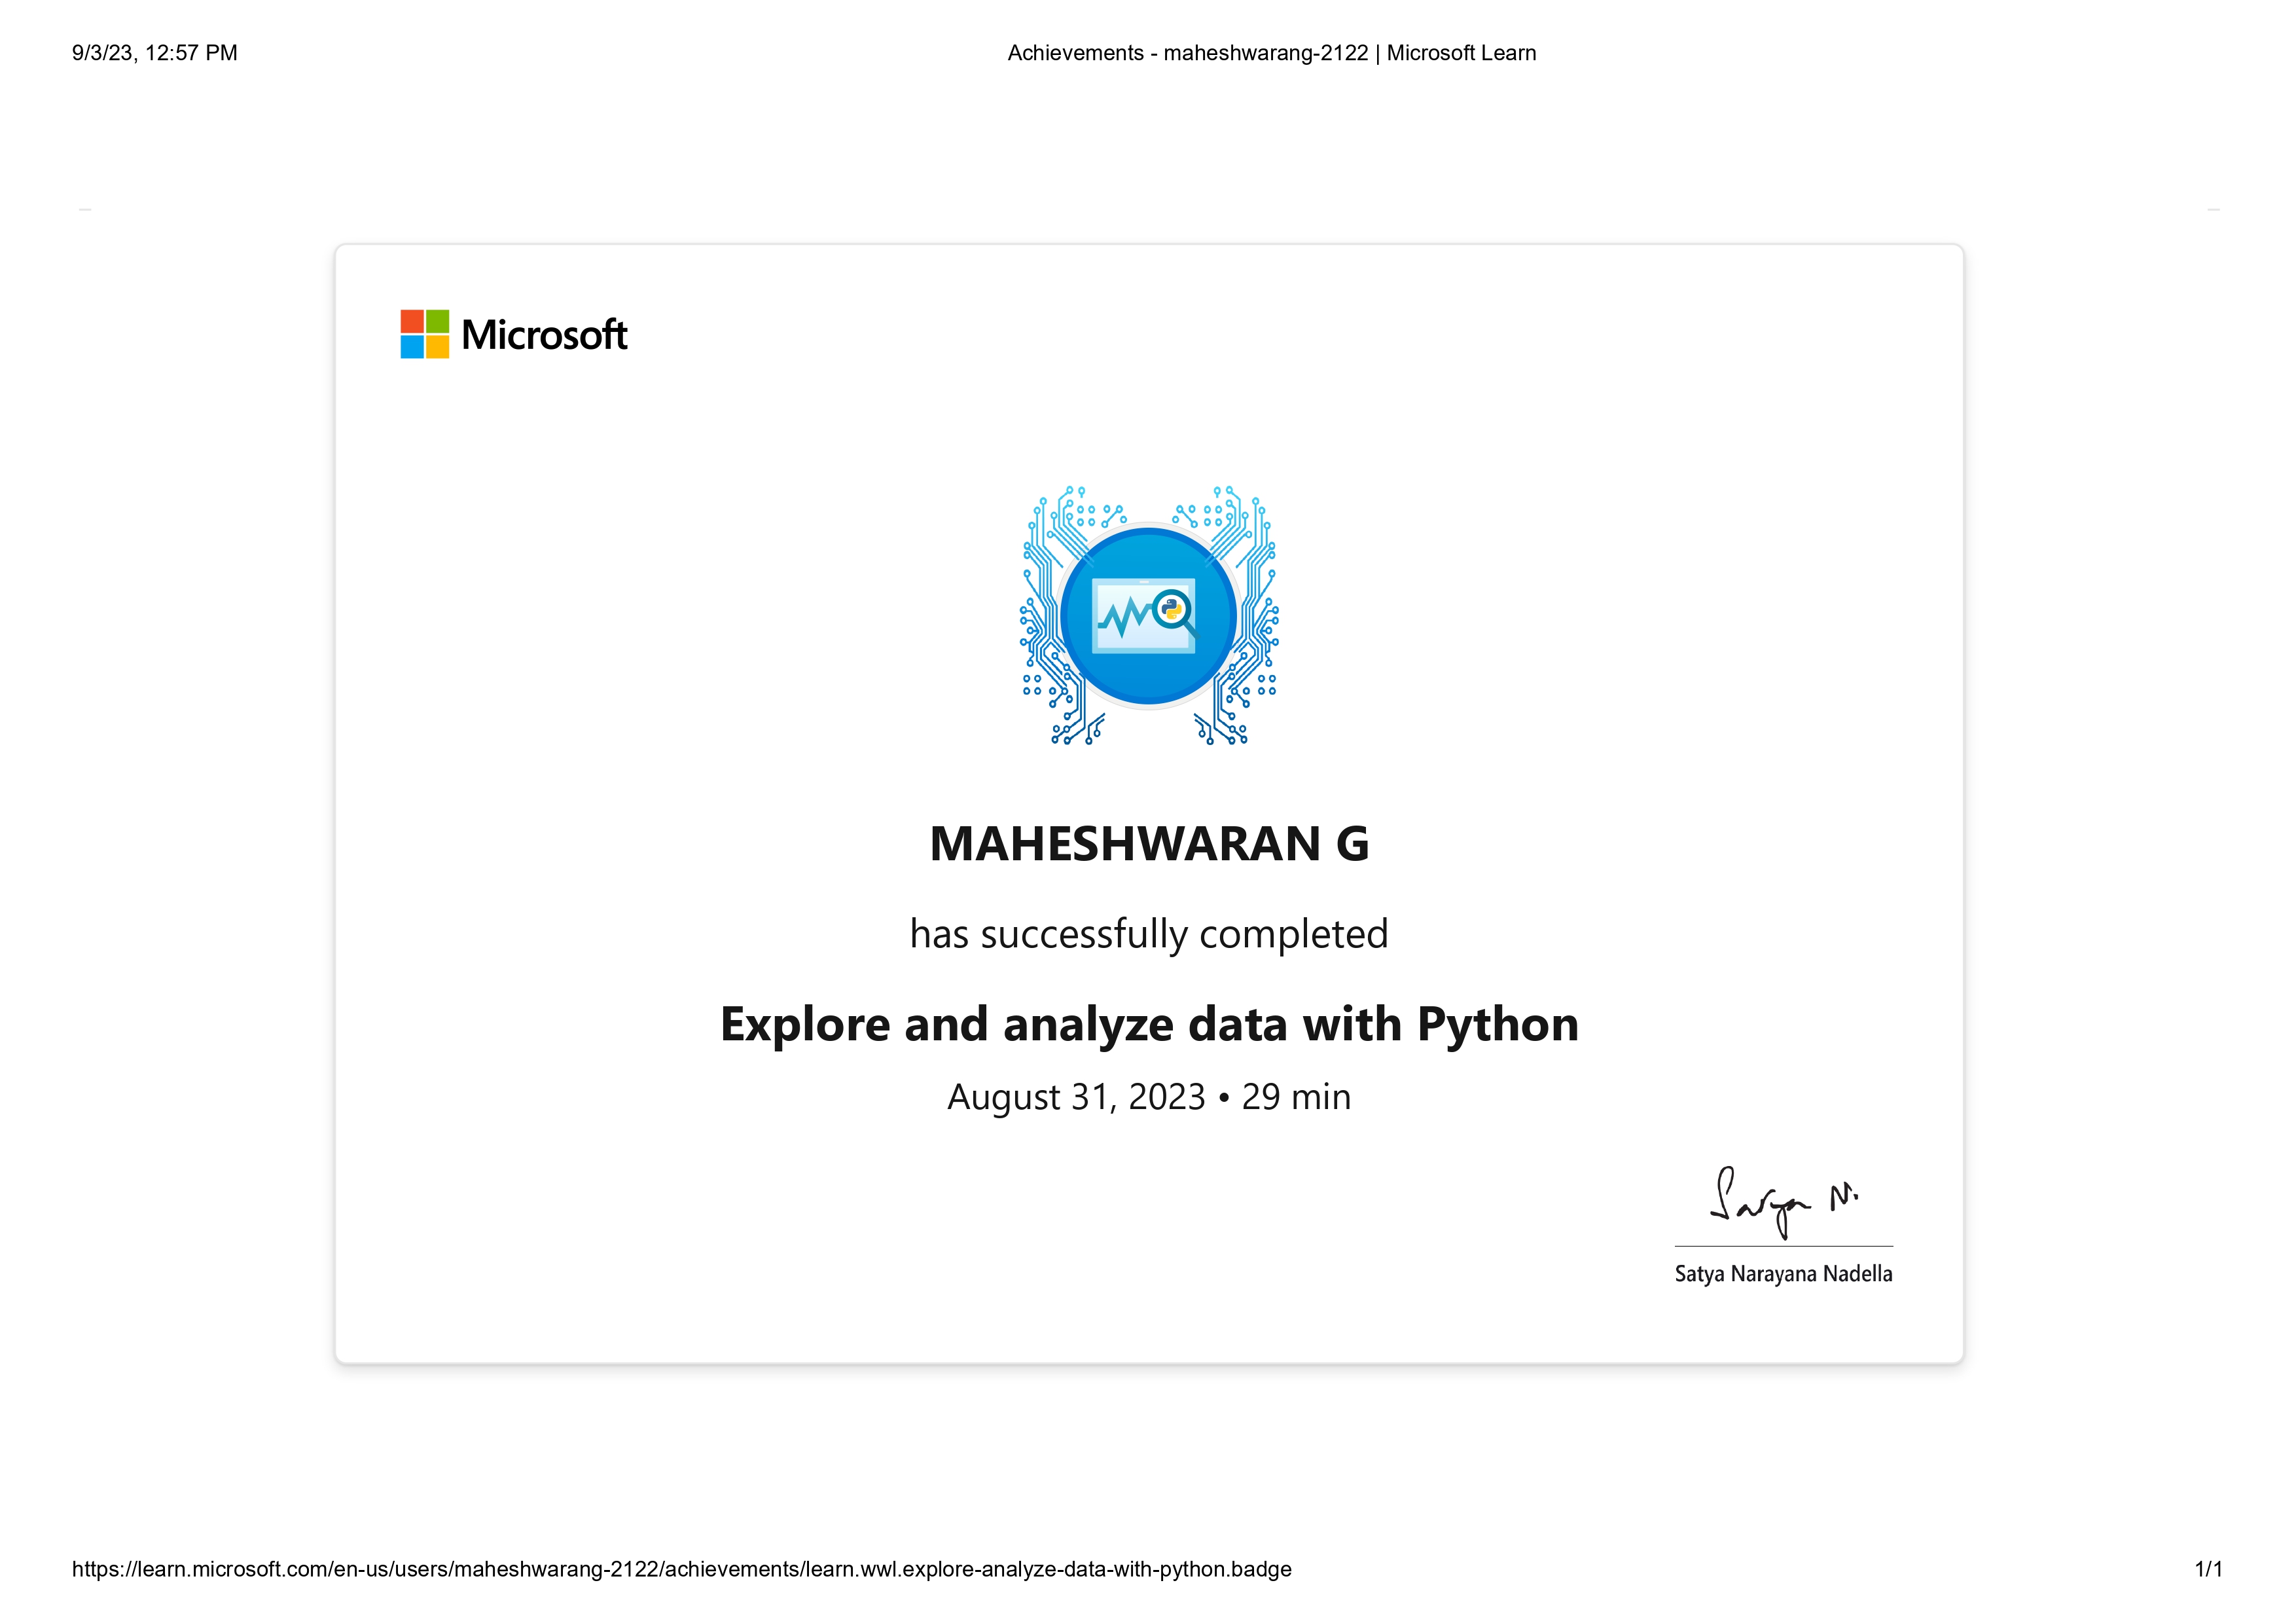 9/3/23, 12:57 PM
Achievements - maheshwarang-2122 | Microsoft Learn
Microsoft
MAHESHWARAN G
has successfully completed
Explore and analyze data with Python
August 31, 2023 • 29 min
Satya N.
Satya Narayana Nadella
https://learn.microsoft.com/en-us/users/maheshwarang-2122/achievements/learn.wwl.explore-analyze-data-with-python.badge
1/1